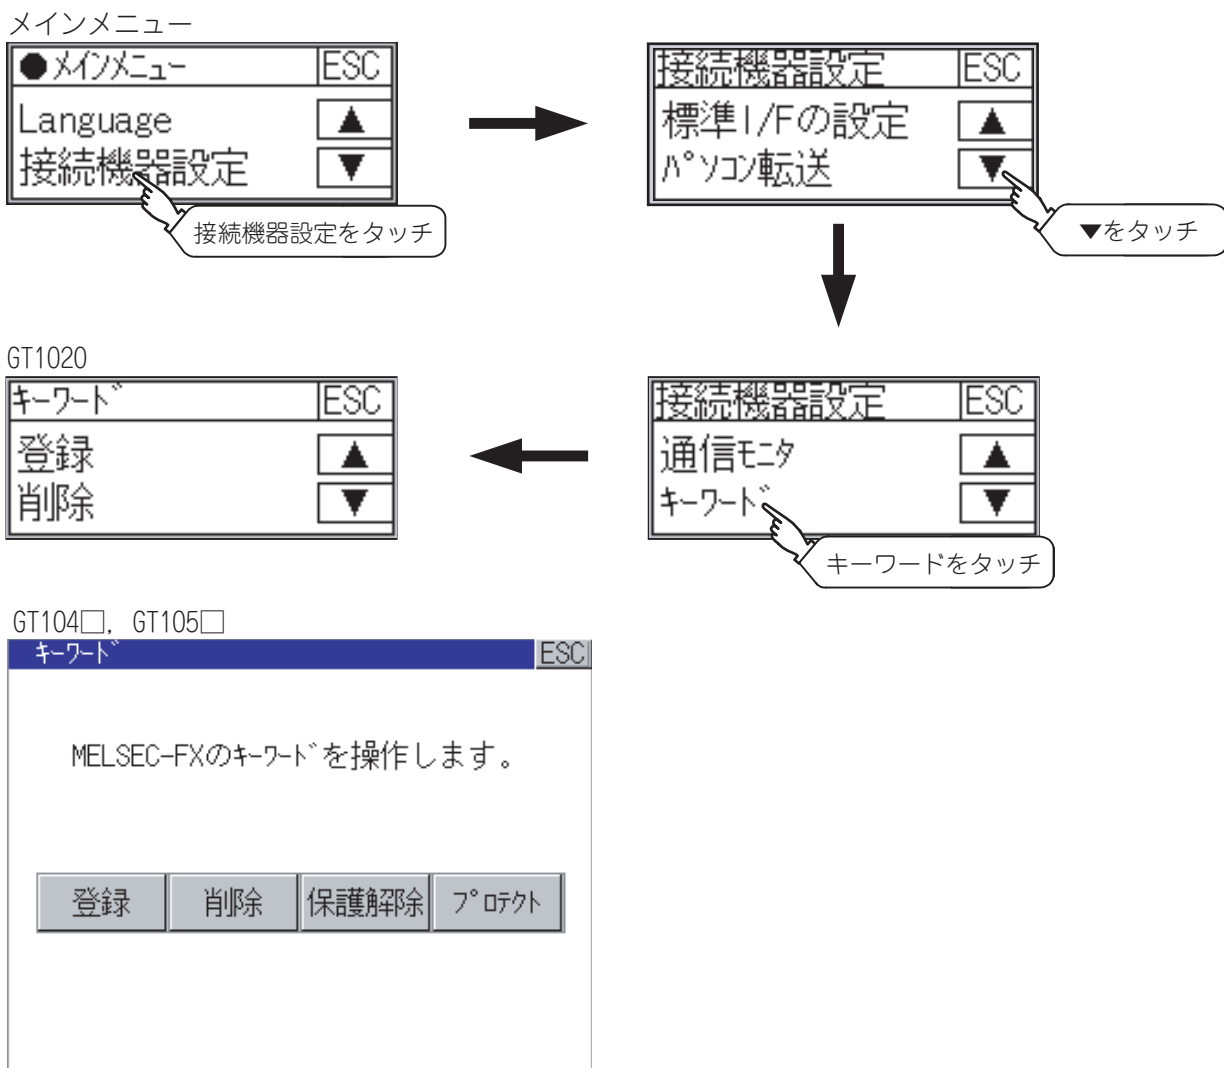 メインメニュー
●ﾒｲﾝﾒﾆｭｰ ESC
Language ▲
接続機器設定 ▼
接続機器設定をタッチ
接続機器設定 ESC
標準I/Fの設定 ▲
ﾊﾟｿｺﾝ転送 ▼
▼をタッチ
GT1020
ｷｰﾜｰﾄﾞ ESC
登録 ▲
削除 ▼
接続機器設定 ESC
通信ﾓﾆﾀ ▲
ｷｰﾜｰﾄﾞ ▼
キーワードをタッチ
GT104□, GT105□
ｷｰﾜｰﾄﾞ ESC
MELSEC-FXのｷｰﾜｰﾄﾞを操作します。
登録 削除 保護解除 ﾌﾟﾛﾃｸﾄ